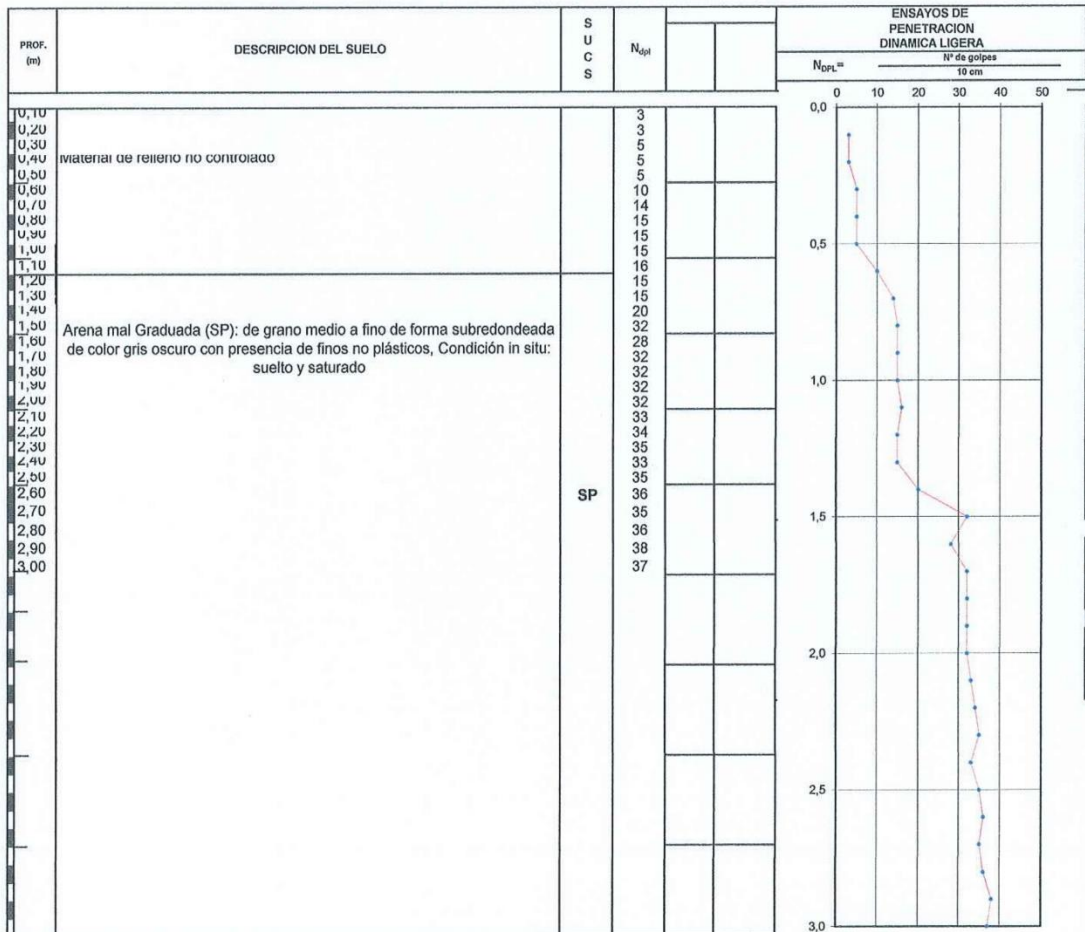 PROF.
(m)
DESCRIPCION DEL SUELO
S
U
C
S
Ndpl
ENSAYOS DE
PENETRACION
DINAMICA LIGERA
NDPL= Nº de golpes
10 cm
0 10 20 30 40 50
0,10 3
0,20 3
0,30 5
0,40 Material de relleno no controlado 5
0,50 5
0,60 10
0,70 14
0,80 15
0,90 15
1,00 15
1,10 16
1,20 15
1,30 15
1,40 20
1,50 32
Arena mal Graduada (SP): de grano medio a fino de forma subredondeada
1,60 28
de color gris oscuro con presencia de finos no plásticos, Condición in situ:
1,70 32
suelto y saturado
1,80 32
1,90 32
2,00 32
2,10 33
2,20 34
2,30 35
2,40 33
2,50 35
2,60 SP 36
2,70 35
2,80 36
2,90 38
3,00 37
0,0
0,5
1,0
1,5
2,0
2,5
3,0